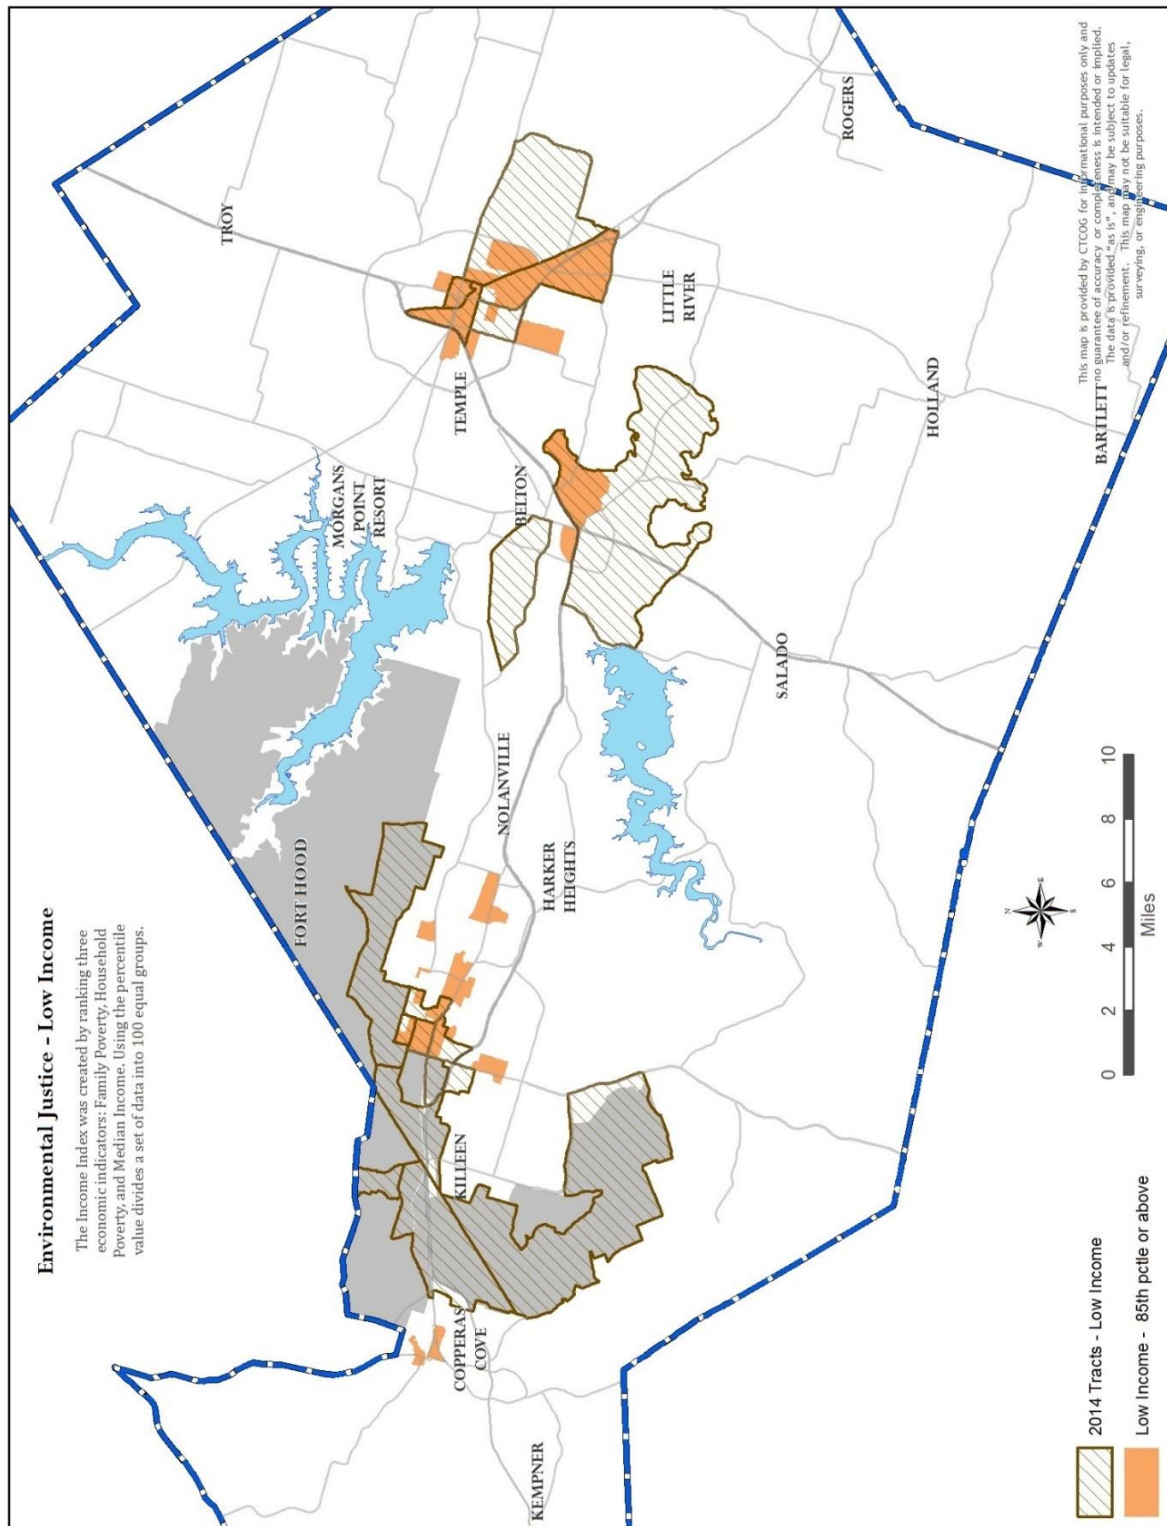 Environmental Justice - Low Income
The Income Index was created by ranking three
economic indicators: Family Poverty, Household
Poverty, and Median Income. Using the percentile
value divides a set of data into 100 equal groups.
TROY
FORT HOOD
MORGANS
POINT
RESORT
TEMPLE
COPPERAS
COVE
KILLEEN
NOLANVILLE
BELTON
KEMPNER
HARKER
HEIGHTS
LITTLE
RIVER
ROGERS
SALADO
HOLLAND
BARTLETT
N
W
E
S
0 2 4 6 8 10
Miles
2014 Tracts - Low Income
Low Income - 85th pctle or above
This map is provided by CTCOG for informational purposes only and
no guarantee of accuracy or completeness is intended or implied.
The data is provided "as is", and may be subject to updates
and/or refinement. This map may not be suitable for legal,
surveying, or engineering purposes.